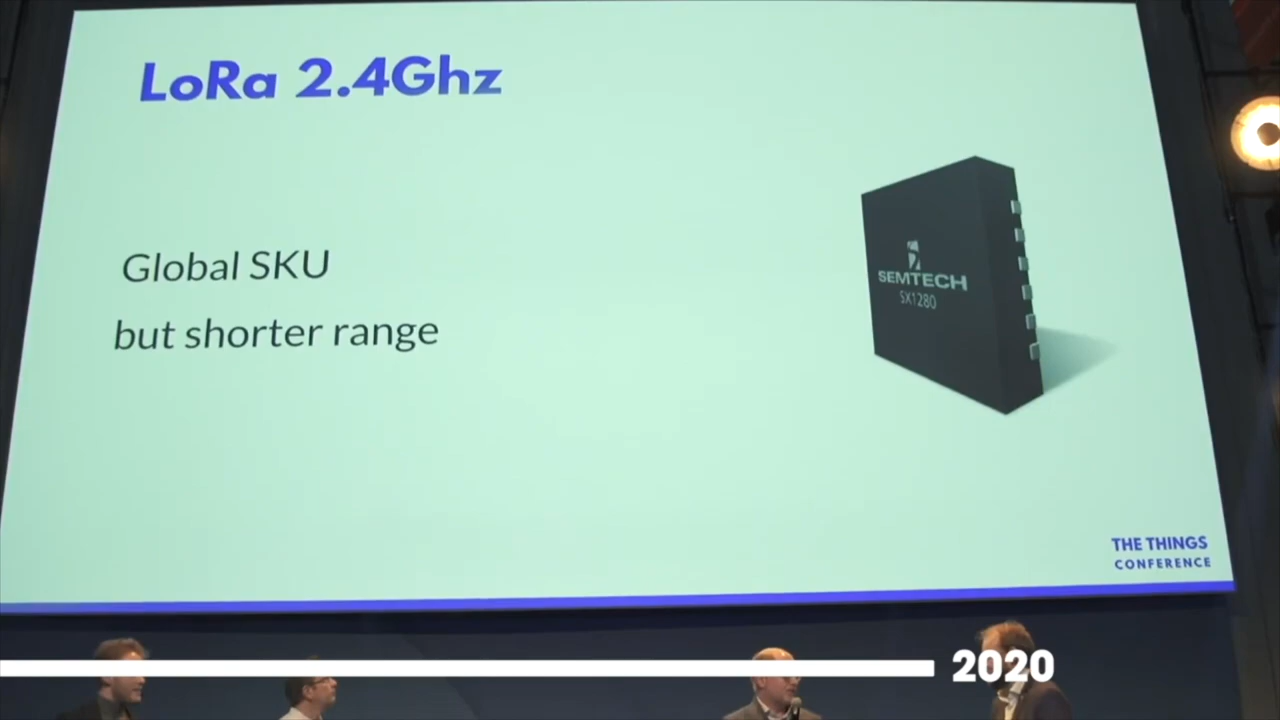 LoRa 2.4Ghz
Global SKU
but shorter range
SEMTECH
SX1280
THE THINGS
CONFERENCE
2020